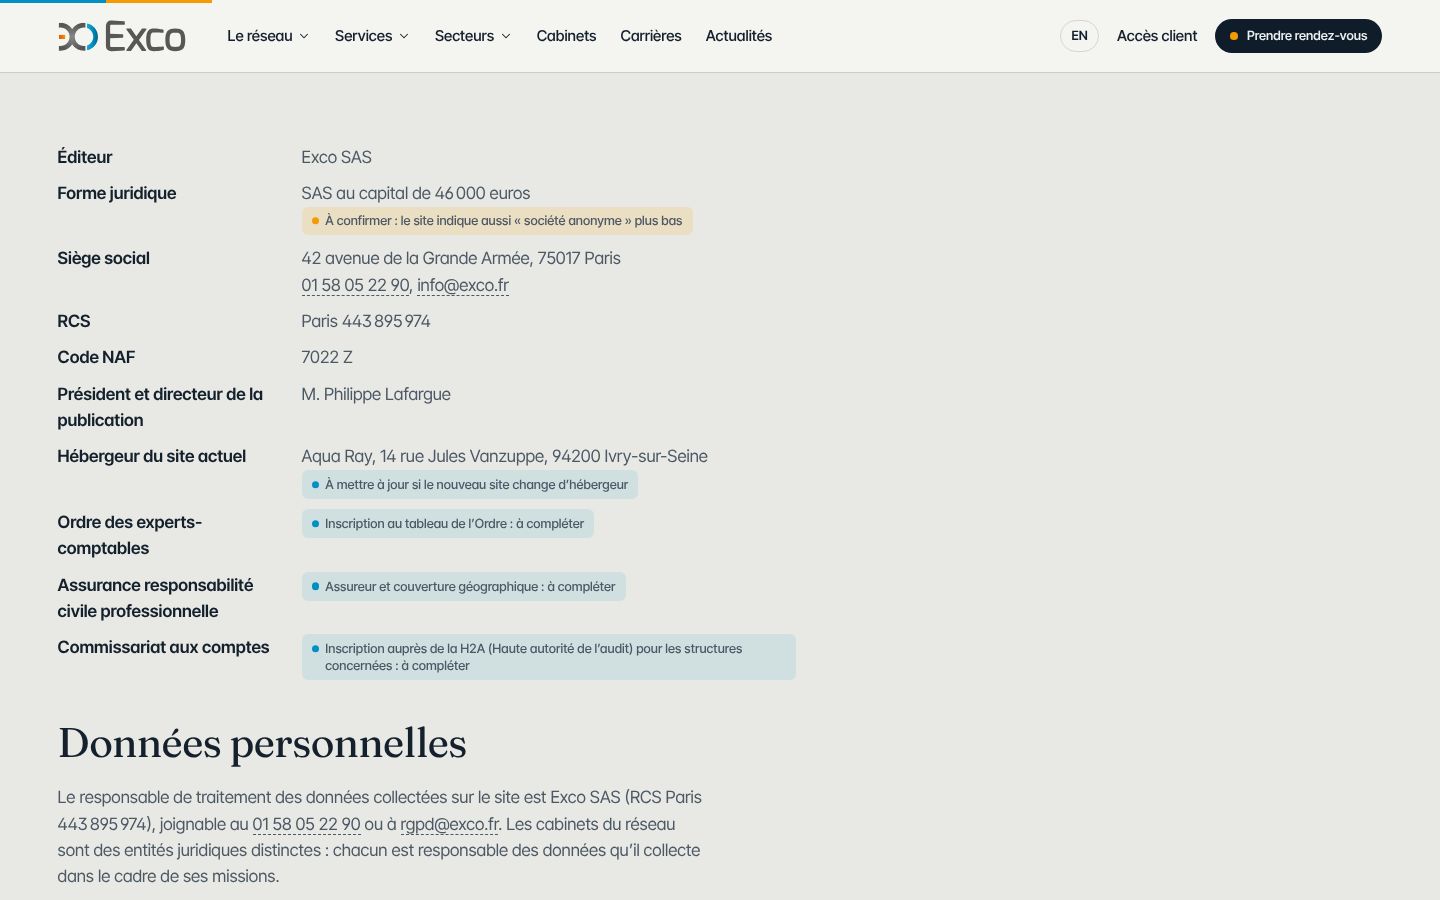 Exco
Le réseau
Services
Secteurs
Cabinets
Carrières
Actualités
EN
Accès client
Prendre rendez-vous
Éditeur
Exco SAS
Forme juridique
SAS au capital de 46 000 euros
À confirmer : le site indique aussi « société anonyme » plus bas
Siège social
42 avenue de la Grande Armée, 75017 Paris
01 58 05 22 90, info@exco.fr
RCS
Paris 443 895 974
Code NAF
7022 Z
Président et directeur de la
publication
M. Philippe Lafargue
Hébergeur du site actuel
Aqua Ray, 14 rue Jules Vanzuppe, 94200 Ivry-sur-Seine
À mettre à jour si le nouveau site change d’hébergeur
Ordre des experts-
comptables
Inscription au tableau de l’Ordre : à compléter
Assurance responsabilité
civile professionnelle
Assureur et couverture géographique : à compléter
Commissariat aux comptes
Inscription auprès de la H2A (Haute autorité de l’audit) pour les structures
concernées : à compléter
Données personnelles
Le responsable de traitement des données collectées sur le site est Exco SAS (RCS Paris
443 895 974), joignable au 01 58 05 22 90 ou à rgpd@exco.fr. Les cabinets du réseau
sont des entités juridiques distinctes : chacun est responsable des données qu’il collecte
dans le cadre de ses missions.